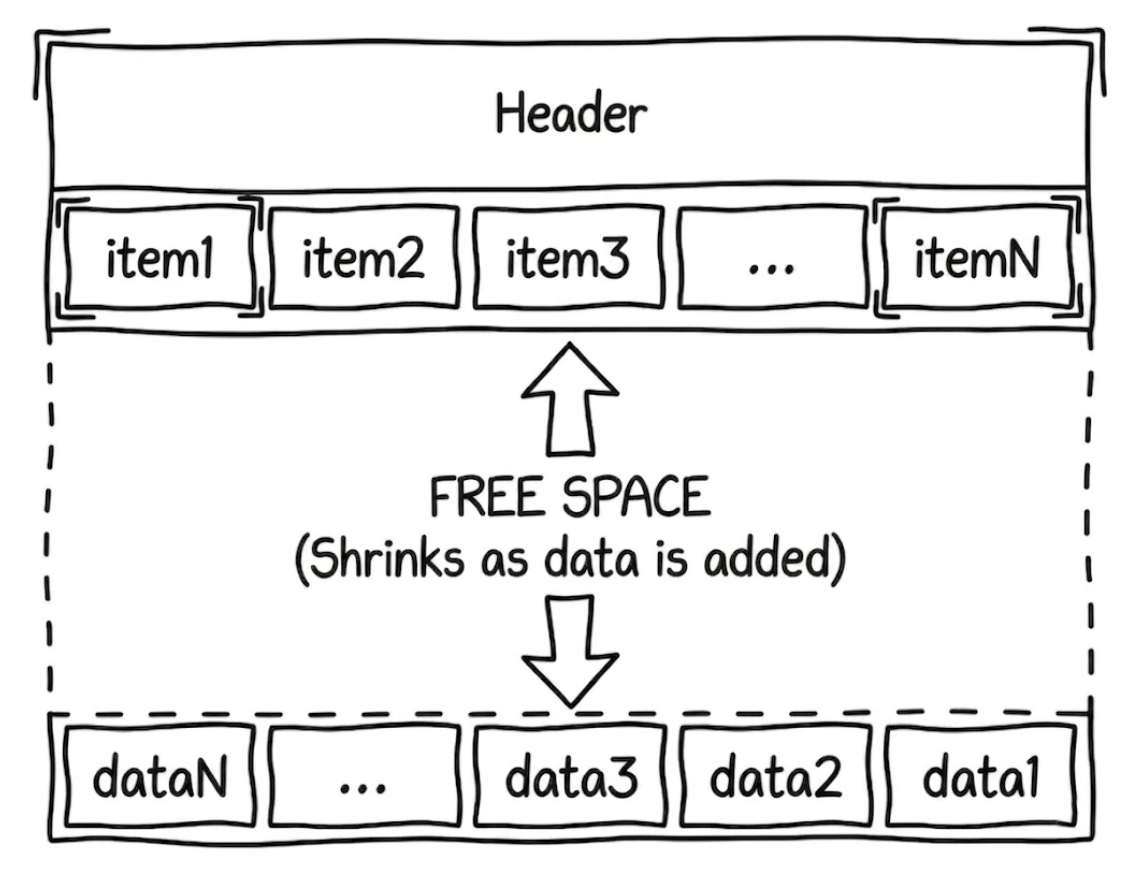 Header
item1 item2 item3 ... itemN
FREE SPACE
(Shrinks as data is added)
dataN ... data3 data2 data1